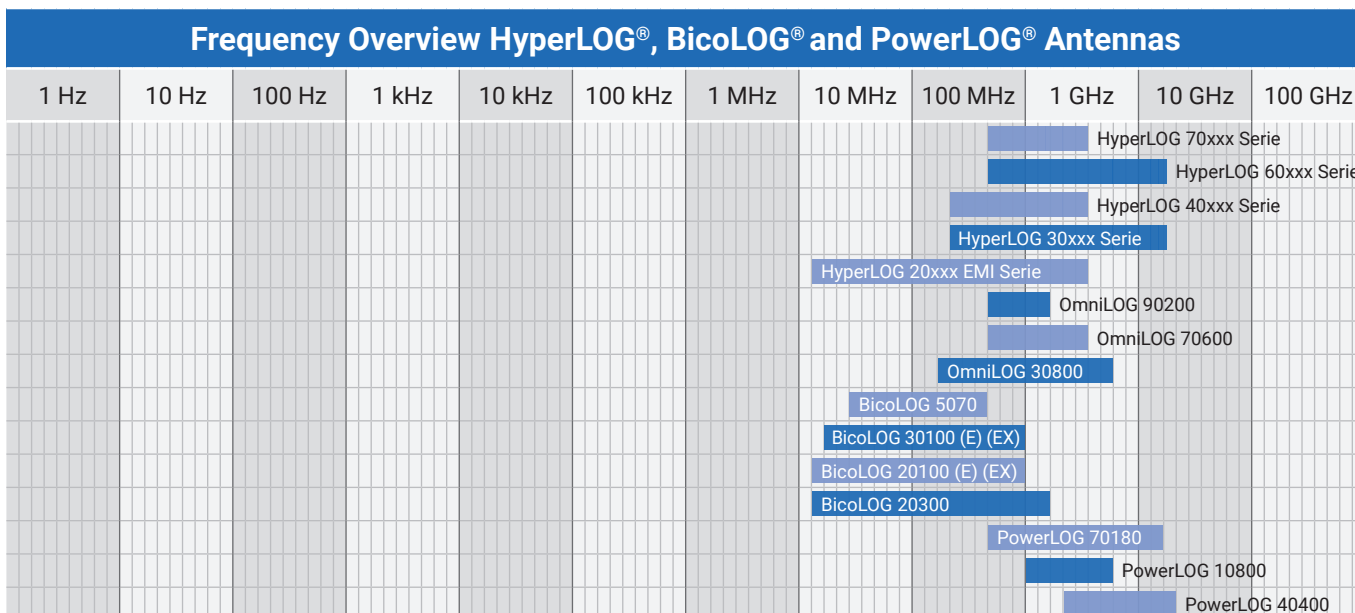 Frequency Overview HyperLOG®, BicoLOG® and PowerLOG® Antennas
1 Hz 10 Hz 100 Hz 1 kHz 10 kHz 100 kHz 1 MHz 10 MHz 100 MHz 1 GHz 10 GHz 100 GHz
HyperLOG 70xxx Serie
HyperLOG 60xxx Serie
HyperLOG 40xxx Serie
HyperLOG 30xxx Serie
HyperLOG 20xxx EMI Serie
OmniLOG 90200
OmniLOG 70600
OmniLOG 30800
BicoLOG 5070
BicoLOG 30100 (E) (EX)
BicoLOG 20100 (E) (EX)
BicoLOG 20300
PowerLOG 70180
PowerLOG 10800
PowerLOG 40400